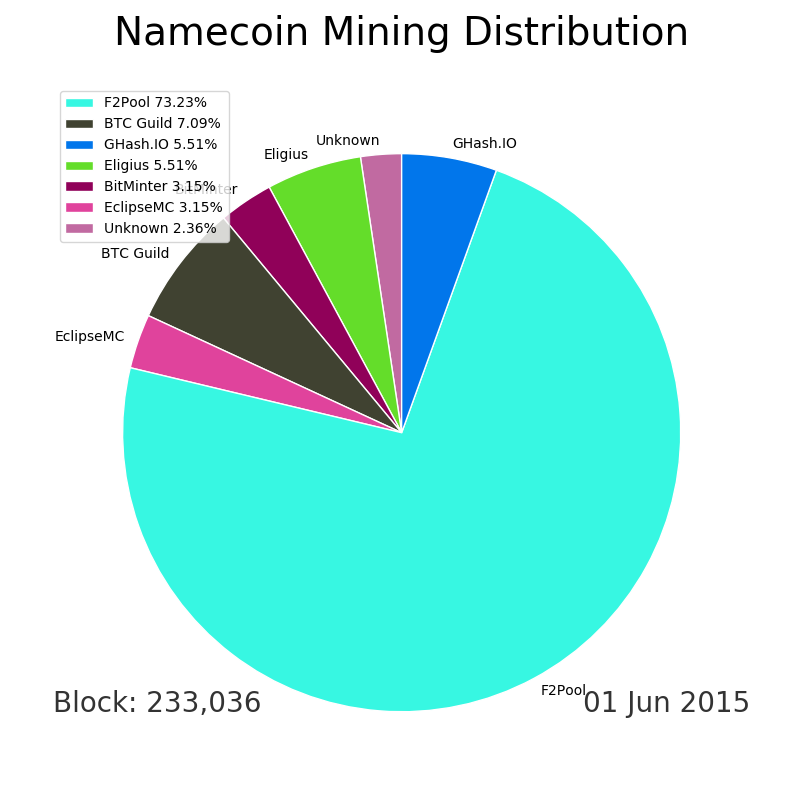 Namecoin Mining Distribution
F2Pool 73.23%
BTC Guild 7.09%
GHash.IO 5.51%
Eligius 5.51%
BitMinter 3.15%
EclipseMC 3.15%
Unknown 2.36%
GHash.IO
Unknown
Eligius
BitMinter
BTC Guild
EclipseMC
F2Pool
Block: 233,036
01 Jun 2015